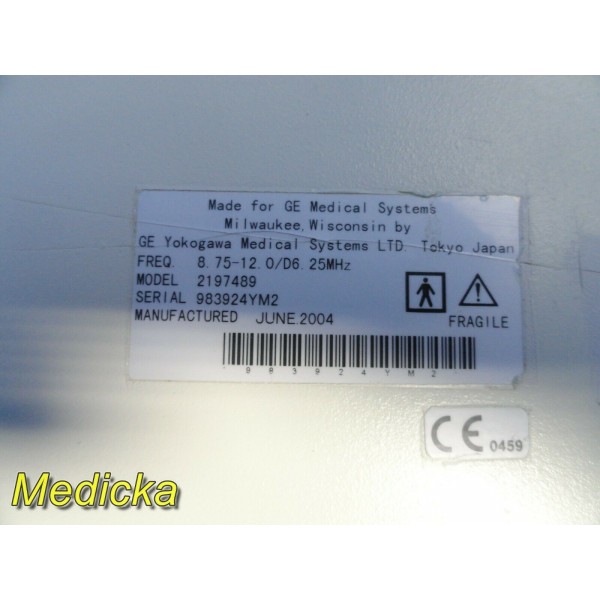 Made for GE Medical Systems
Milwaukee, Wisconsin by
GE Yokogawa Medical Systems LTD. Tokyo Japan
FREQ. 8.75-12.0/D6.25MHz
MODEL 2197489
SERIAL 983924YM2
MANUFACTURED JUNE.2004
FRAGILE
*983924YM2*
CE 0459
Medicka